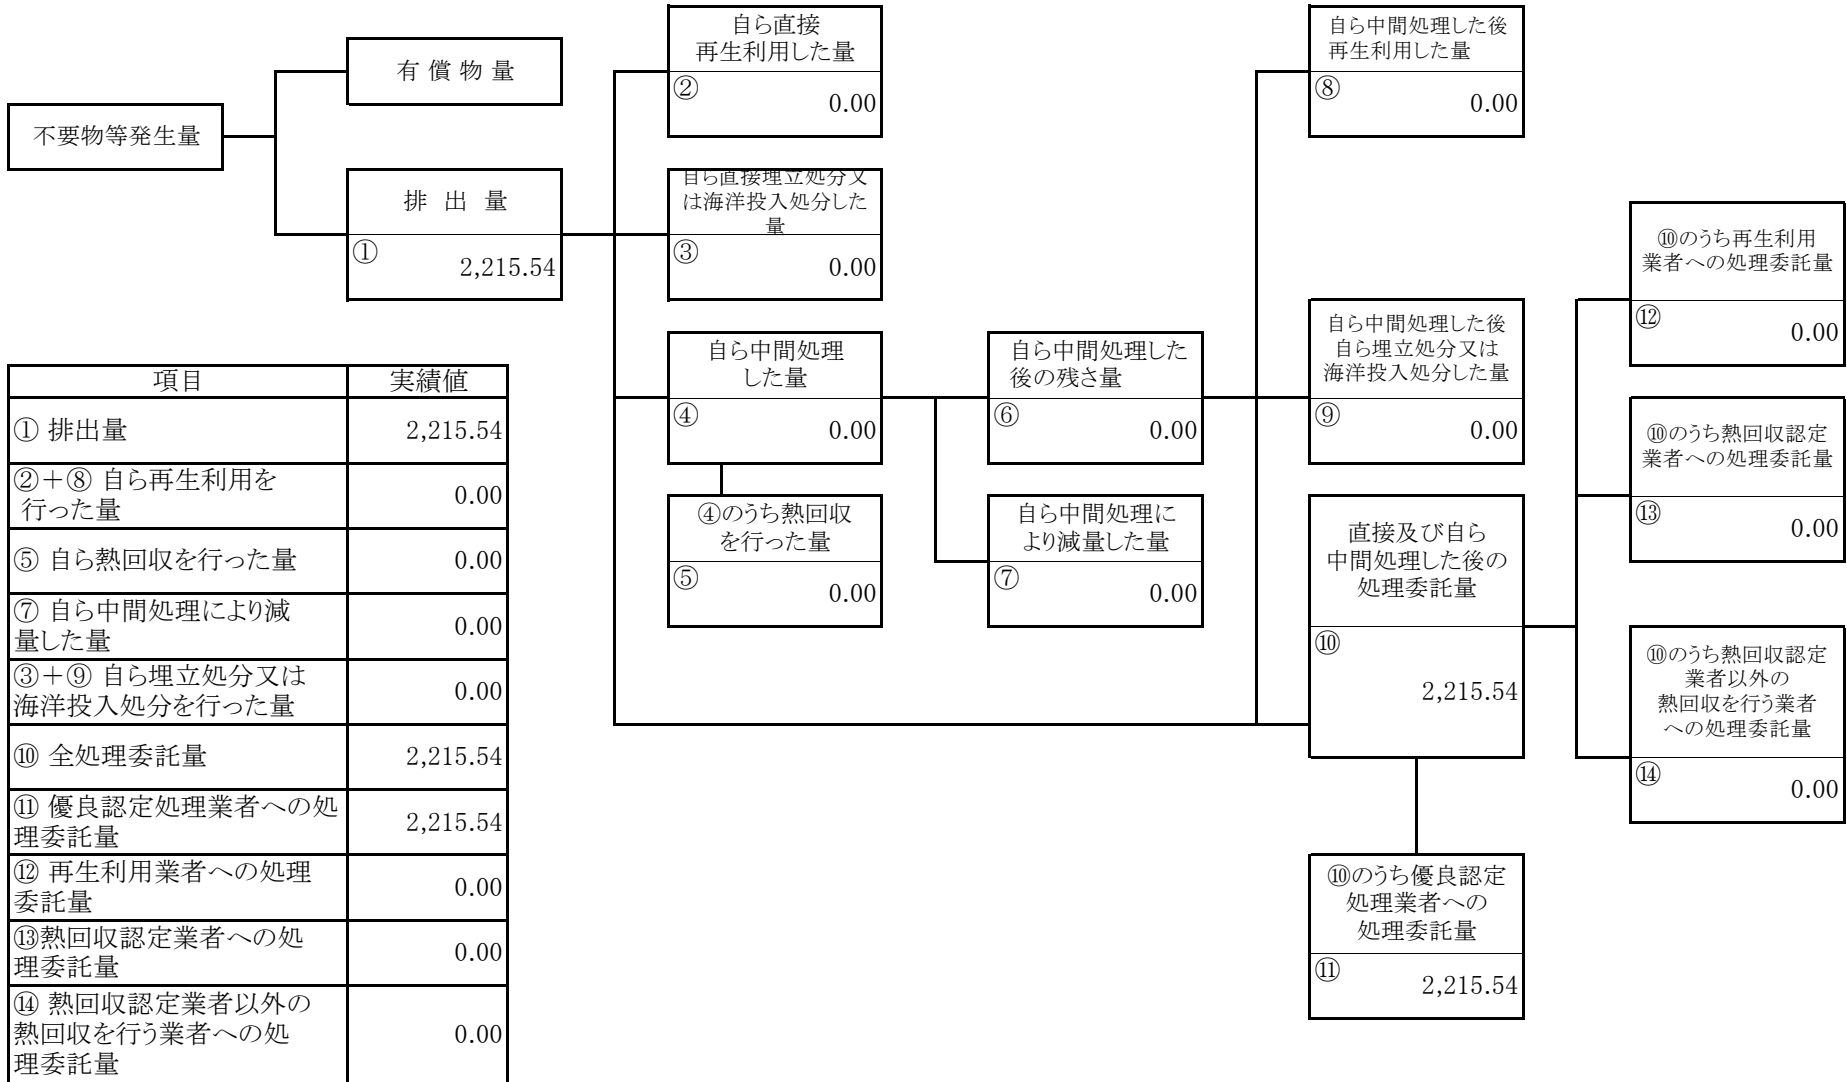 不要物等発生量
有 償 物 量
排 出 量
①
2,215.54
自ら直接
再生利用した量
②
0.00
自ら直接埋立処分又
は海洋投入処分した
量
③
0.00
自ら中間処理
した量
④
0.00
④のうち熱回収
を行った量
⑤
0.00
自ら中間処理した
後の残さ量
⑥
0.00
自ら中間処理に
より減量した量
⑦
0.00
自ら中間処理した後
再生利用した量
⑧
0.00
自ら中間処理した後
自ら埋立処分又は
海洋投入処分した量
⑨
0.00
直接及び自ら
中間処理した後の
処理委託量
⑩
2,215.54
⑩のうち優良認定
処理業者への
処理委託量
⑪
2,215.54
⑩のうち再生利用
業者への処理委託量
⑫
0.00
⑩のうち熱回収認定
業者への処理委託量
⑬
0.00
⑩のうち熱回収認定
業者以外の
熱回収を行う業者
への処理委託量
⑭
0.00
項目 実績値
① 排出量 2,215.54
②＋⑧ 自ら再生利用を
行った量 0.00
⑤ 自ら熱回収を行った量 0.00
⑦ 自ら中間処理により減
量した量 0.00
③＋⑨ 自ら埋立処分又は
海洋投入処分を行った量 0.00
⑩ 全処理委託量 2,215.54
⑪ 優良認定処理業者への処
理委託量 2,215.54
⑫ 再生利用業者への処理
委託量 0.00
⑬熱回収認定業者への処
理委託量 0.00
⑭ 熱回収認定業者以外の
熱回収を行う業者への処
理委託量 0.00